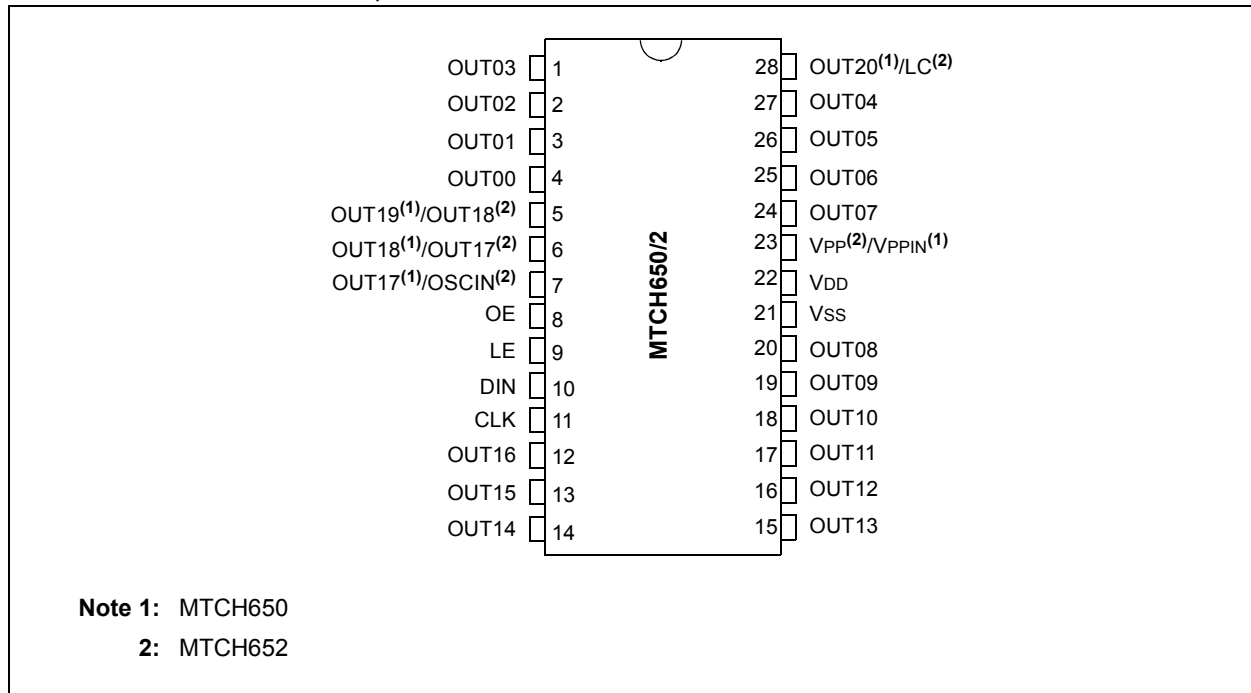 OUT03 1 28 OUT20(1)/LC(2)
OUT02 2 27 OUT04
OUT01 3 26 OUT05
OUT00 4 25 OUT06
OUT19(1)/OUT18(2) 5 24 OUT07
OUT18(1)/OUT17(2) 6 23 VPP(2)/VPPIN(1)
OUT17(1)/OSCIN(2) 7 22 VDD
OE 8 21 VSS
LE 9 20 OUT08
DIN 10 19 OUT09
CLK 11 18 OUT10
OUT16 12 17 OUT11
OUT15 13 16 OUT12
OUT14 14 15 OUT13
MTCH650/2
Note 1: MTCH650
2: MTCH652